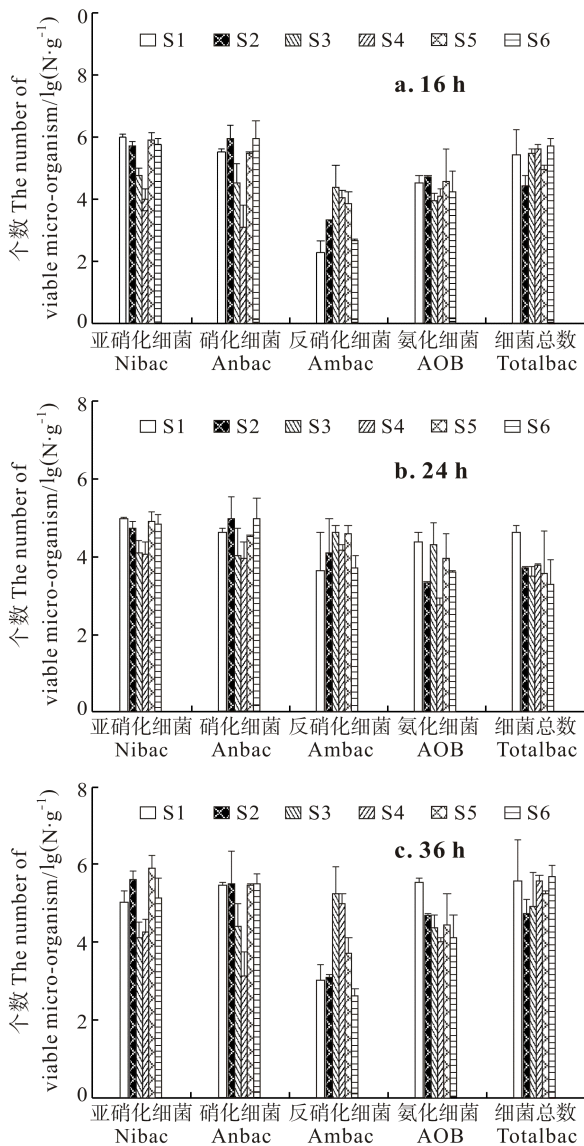 个数 The number of
viable micro-organism/lg(N·g⁻¹)
0
8
6
4
2
0
S1 S2 S3 S4 S5 S6
a. 16 h
亚硝化细菌 硝化细菌 反硝化细菌 氨化细菌 细菌总数
Nibac Anbac Ambac AOB Totalbac
个数 The number of
viable micro-organism/lg(N·g⁻¹)
8
6
4
2
0
S1 S2 S3 S4 S5 S6
b. 24 h
亚硝化细菌 硝化细菌 反硝化细菌 氨化细菌 细菌总数
Nibac Anbac Ambac AOB Totalbac
个数 The number of
viable micro-organism/lg(N·g⁻¹)
8
6
4
2
0
S1 S2 S3 S4 S5 S6
c. 36 h
亚硝化细菌 硝化细菌 反硝化细菌 氨化细菌 细菌总数
Nibac Anbac Ambac AOB Totalbac